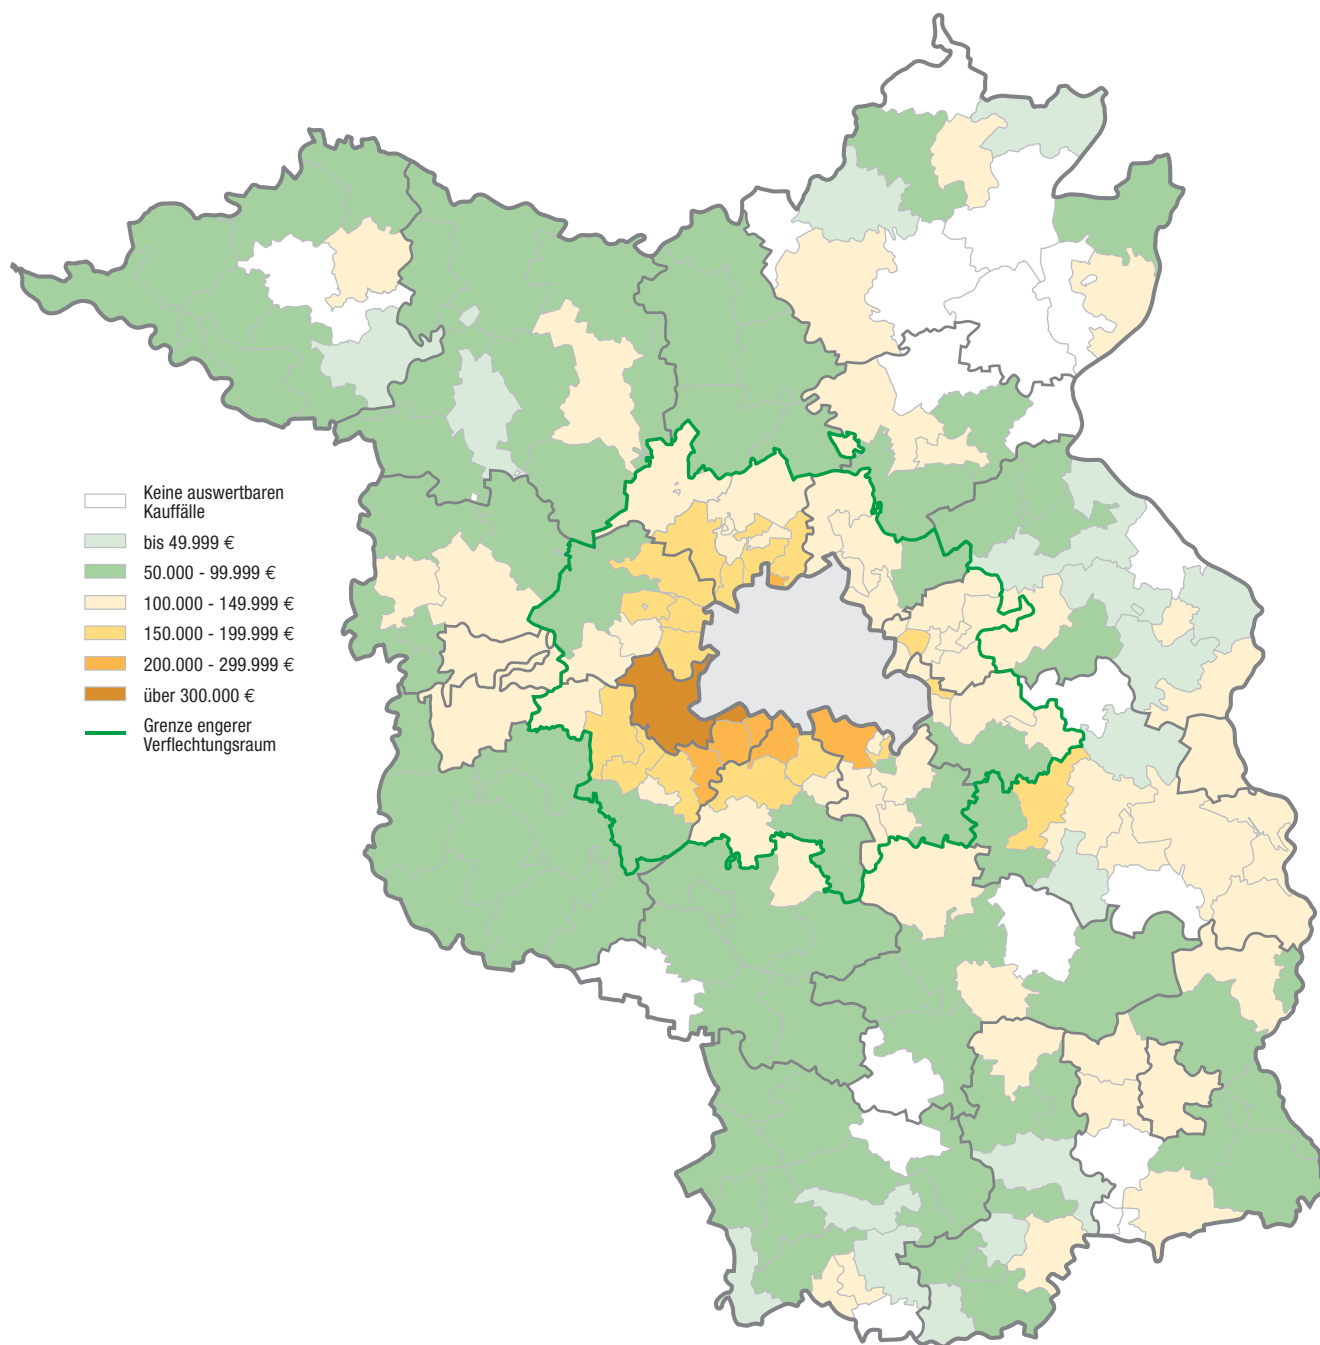 Keine auswertbaren
Kauffälle
bis 49.999 €
50.000 - 99.999 €
100.000 - 149.999 €
150.000 - 199.999 €
200.000 - 299.999 €
über 300.000 €
Grenze engerer
Verflechtungsraum